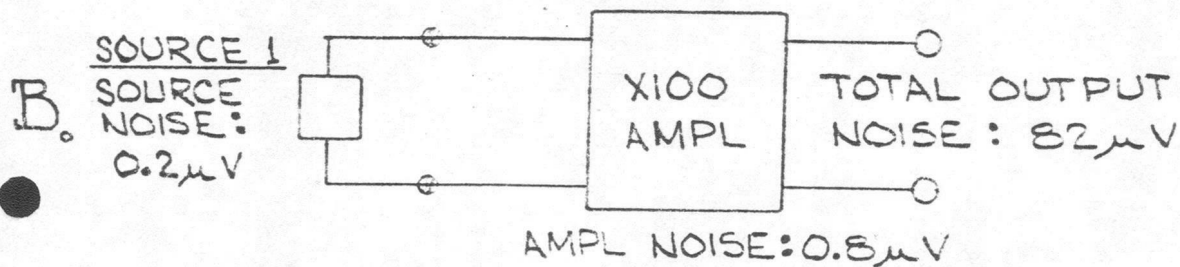 B.
SOURCE 1
SOURCE
NOISE:
0.2μV
X100
AMPL
TOTAL OUTPUT
NOISE: 82μV
AMPL NOISE: 0.8μV